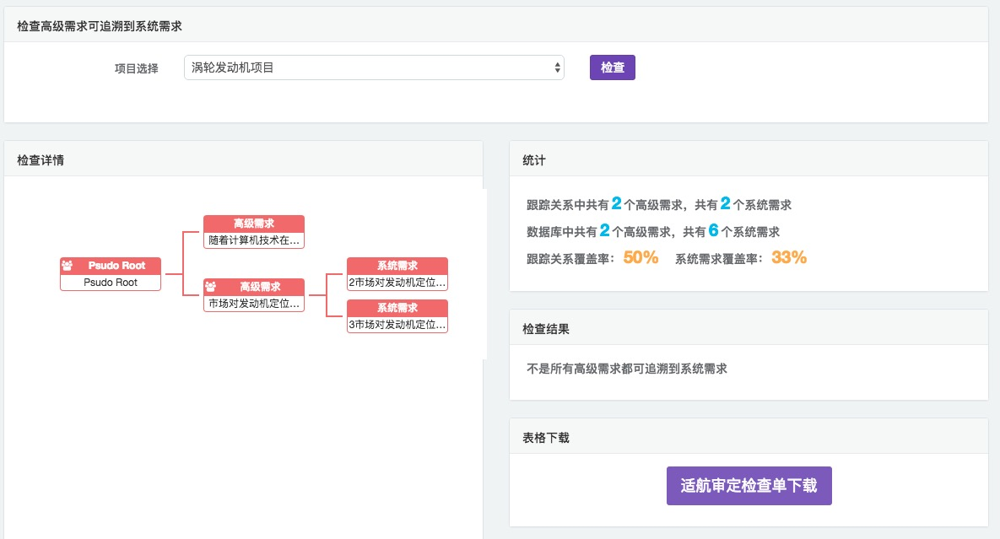 检查高级需求可追溯到系统需求
项目选择
涡轮发动机项目
检查
检查详情
高级需求
随着计算机技术在...
Psudo Root
Psudo Root
高级需求
市场对发动机定位...
系统需求
2市场对发动机定位...
系统需求
3市场对发动机定位...
统计
跟踪关系中共有2个高级需求，共有2个系统需求
数据库中共有2个高级需求，共有6个系统需求
跟踪关系覆盖率：50% 系统需求覆盖率：33%
检查结果
不是所有高级需求都可追溯到系统需求
表格下载
适航审定检查单下载